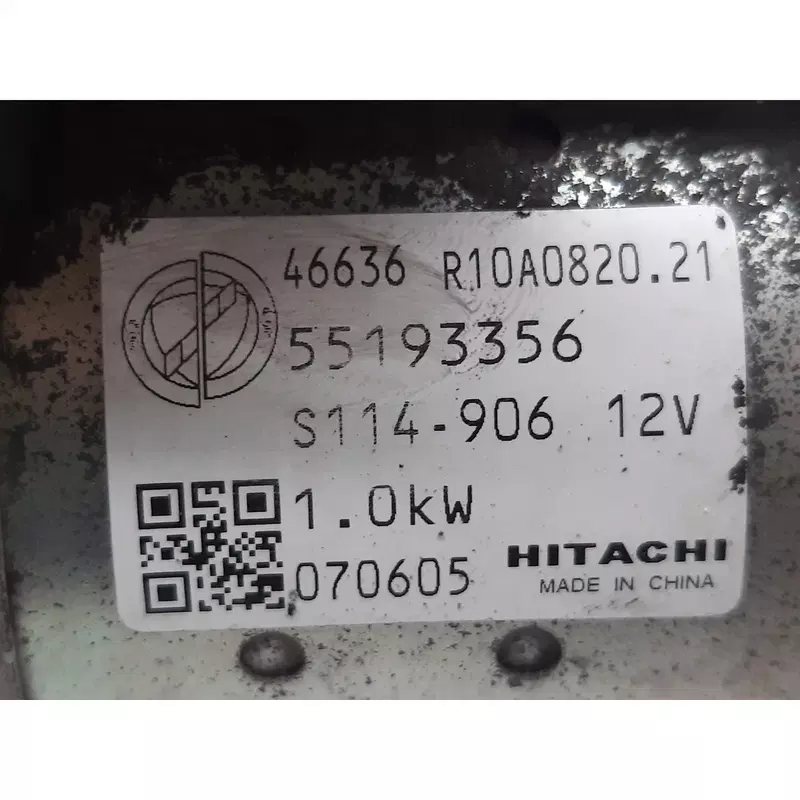 46636 R10A0820.21
55193356
S114-906 12V
1.0kW
070605 HITACHI
MADE IN CHINA